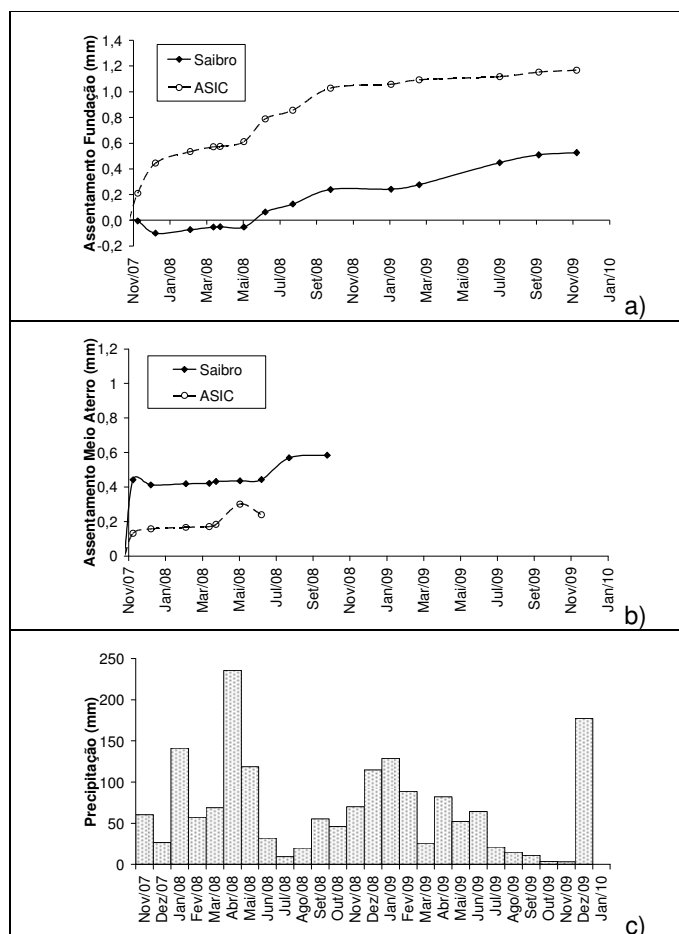 Assentamento Fundação (mm)
1,4
1,2
1,0
0,8
0,6
0,4
0,2
0,0
-0,2
Saibro
ASIC
Nov/07
Jan/08
Mar/08
Mai/08
Jul/08
Set/08
Nov/08
Jan/09
Mar/09
Mai/09
Jul/09
Set/09
Nov/09
Jan/10
a)
Assentamento Meio Aterro (mm)
1,2
1
0,8
0,6
0,4
0,2
0
Saibro
ASIC
Nov/07
Jan/08
Mar/08
Mai/08
Jul/08
Set/08
Nov/08
Jan/09
Mar/09
Mai/09
Jul/09
Set/09
Nov/09
Jan/10
b)
Precipitação (mm)
250
200
150
100
50
0
Nov/07
Dez/07
Jan/08
Fev/08
Mar/08
Abr/08
Mai/08
Jun/08
Jul/08
Ago/08
Set/08
Out/08
Nov/08
Dez/08
Jan/09
Fev/09
Mar/09
Abr/09
Mai/09
Jun/09
Jul/09
Ago/09
Set/09
Out/09
Nov/09
Dez/09
Jan/10
c)